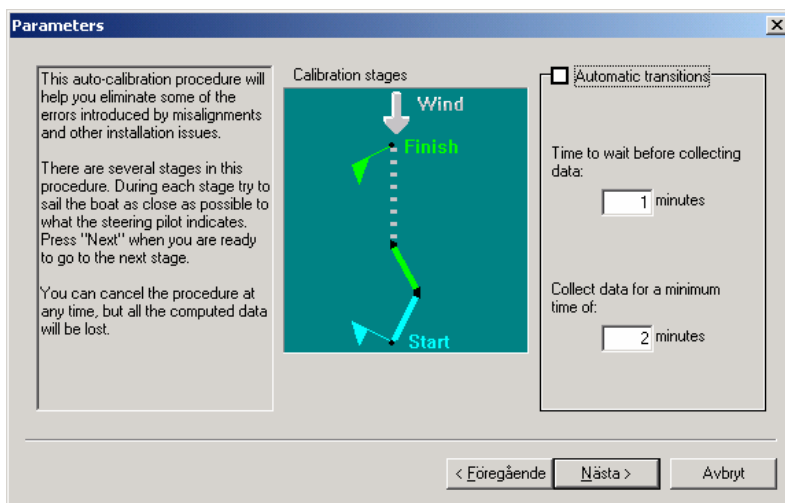 Parameters
This auto-calibration procedure will
help you eliminate some of the
errors introduced by misalignments
and other installation issues.
There are several stages in this
procedure. During each stage try to
sail the boat as close as possible to
what the steering pilot indicates.
Press "Next" when you are ready
to go to the next stage.
You can cancel the procedure at
any time, but all the computed data
will be lost.
Calibration stages
Wind
Finish
Start
Automatic transitions
Time to wait before collecting
data:
1 minutes
Collect data for a minimum
time of:
2 minutes
< Föregående
Nästa >
Avbryt